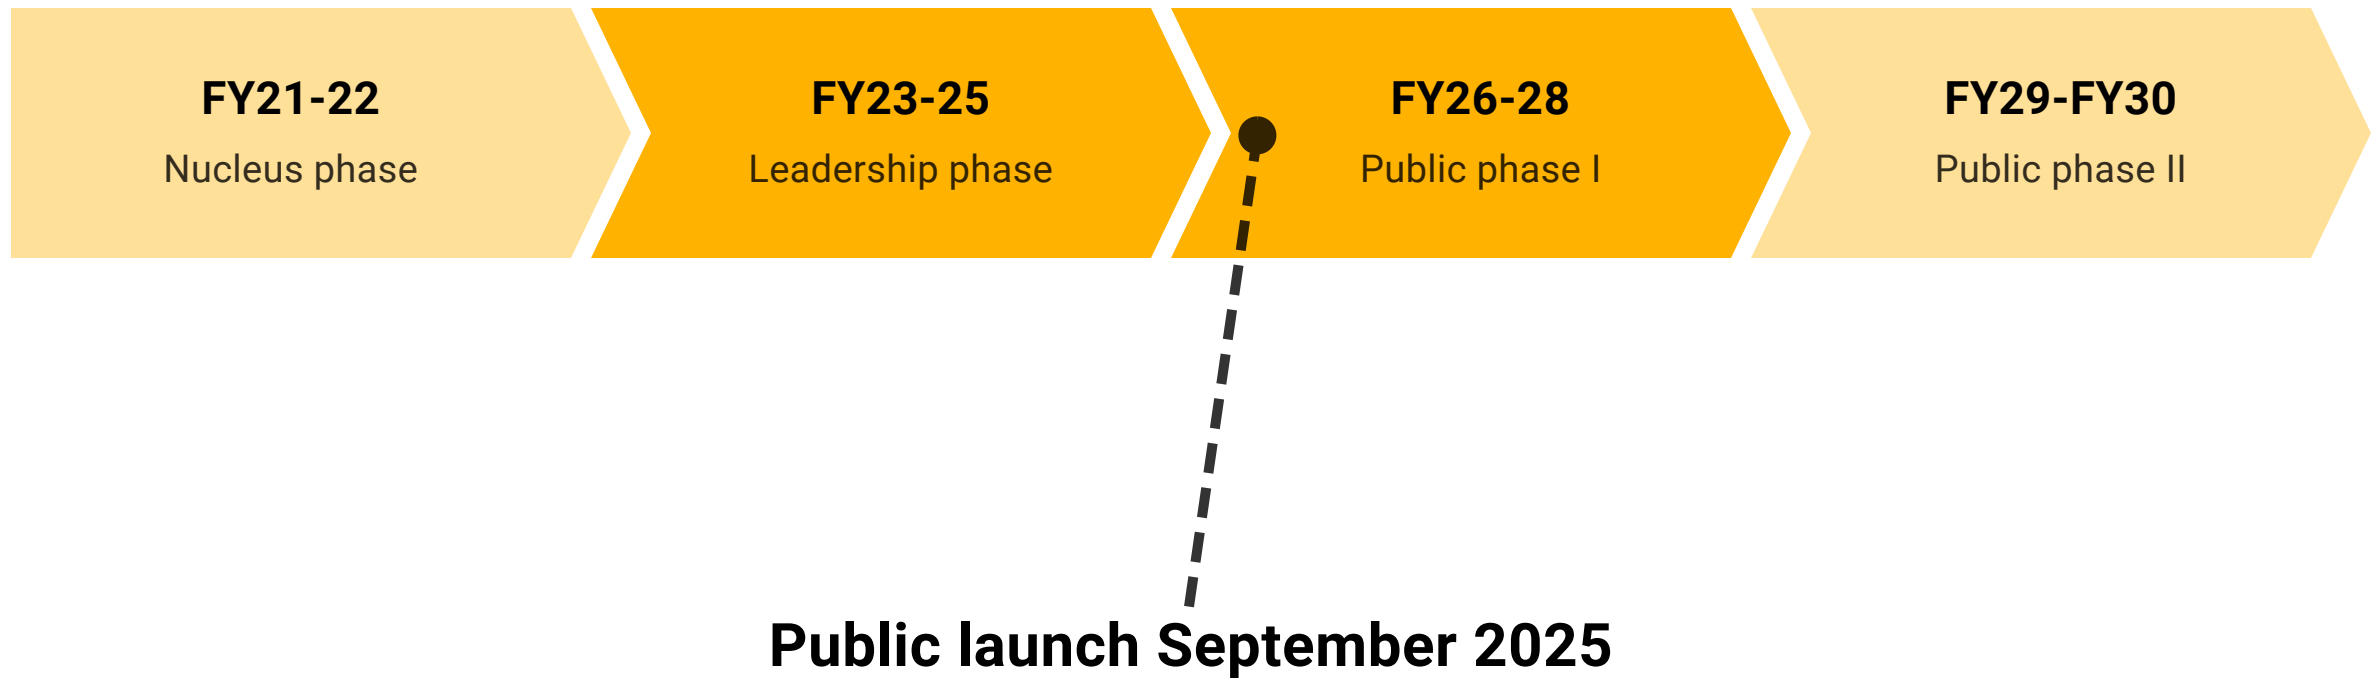 FY21-22
Nucleus phase
FY23-25
Leadership phase
FY26-28
Public phase I
FY29-FY30
Public phase II
Public launch September 2025